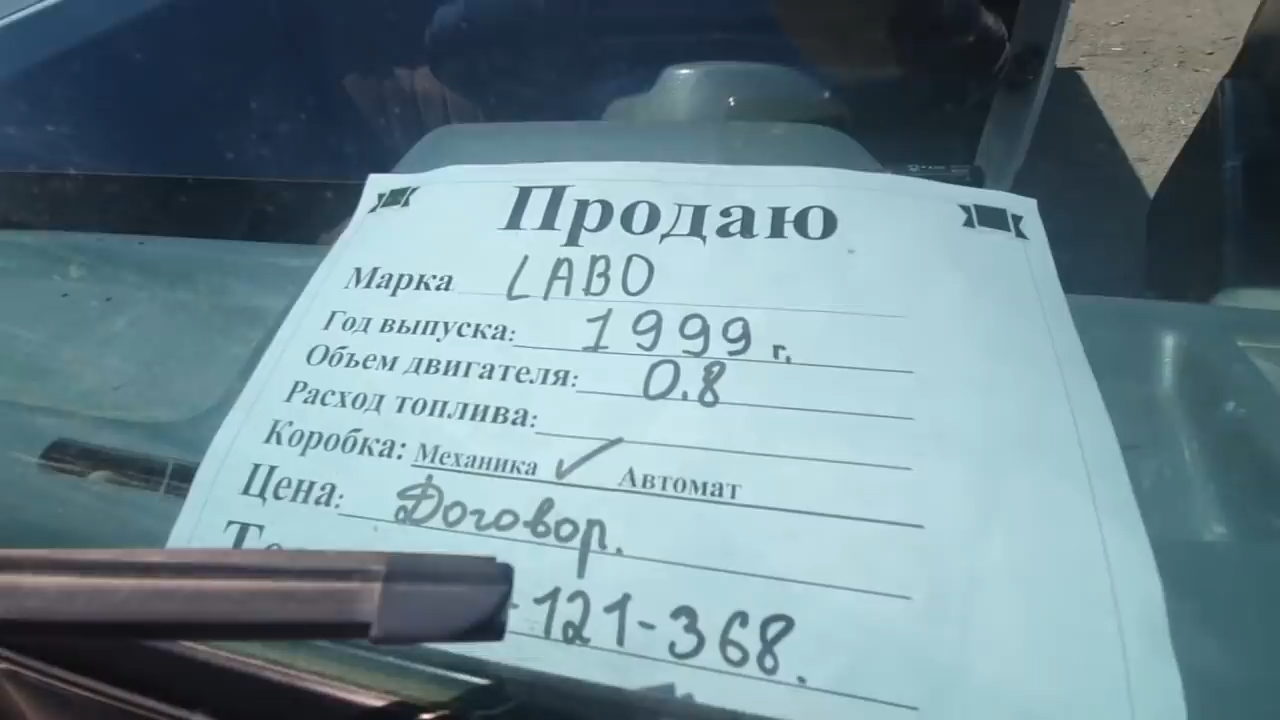 Продаю
Марка LABO
Год выпуска: 1999 г.
Объем двигателя: 0.8
Расход топлива:
Коробка: Механика ✓ Автомат
Цена: Договор.
-121-368.